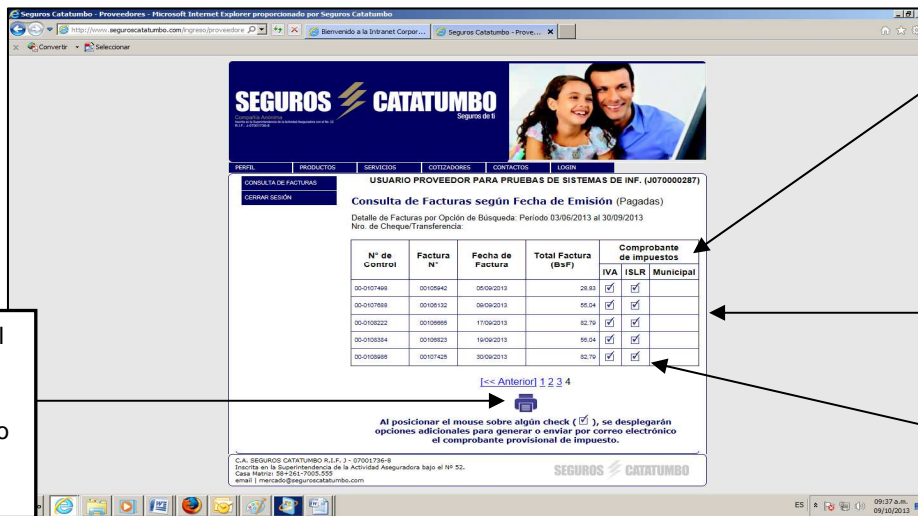 Seguros Catatumbo - Proveedores - Microsoft Internet Explorer proporcionado por Seguros Catatumbo
http://www.seguroscatatumbo.com/ingreso/proveedore
Bienvenido a la Intranet Corpor...
Seguros Catatumbo - Prove...
Convertir
Seleccionar
SEGUROS CATATUMBO
Compañía Anónima
Seguros de ti
PERFIL PRODUCTOS SERVICIOS COTIZADORES CONTACTOS LOGIN
CONSULTA DE FACTURAS
CERRAR SESIÓN
USUARIO PROVEEDOR PARA PRUEBAS DE SISTEMAS DE INF. (J070000287)
Consulta de Facturas según Fecha de Emisión (Pagadas)
Detalle de Facturas por Opción de Búsqueda: Período 03/06/2013 al 30/09/2013
Nro. de Cheque/Transferencia:
N° de Control Factura N° Fecha de Factura Total Factura (BsF) Comprobante de impuestos
IVA ISLR Municipal
00-0107498 00105942 05/09/2013 28,83
00-0107688 00106132 09/09/2013 55,04
00-0108222 00106666 17/09/2013 82,79
00-0108384 00106823 19/09/2013 55,04
00-0108986 00107425 30/09/2013 82,79
[<< Anterior] 1 2 3 4
Al posicionar el mouse sobre algún check ( ), se desplegarán
opciones adicionales para generar o enviar por correo electrónico
el comprobante provisional de impuesto.
C.A. SEGUROS CATATUMBO R.I.F. J - 07001736-8
Inscrita en la Superintendencia de la Actividad Aseguradora bajo el Nº 52.
Casa Matriz: 58+261-7005.555
email | mercado@seguroscatatumbo.com
SEGUROS CATATUMBO
l
o
ES
09:37 a.m.
09/10/2013